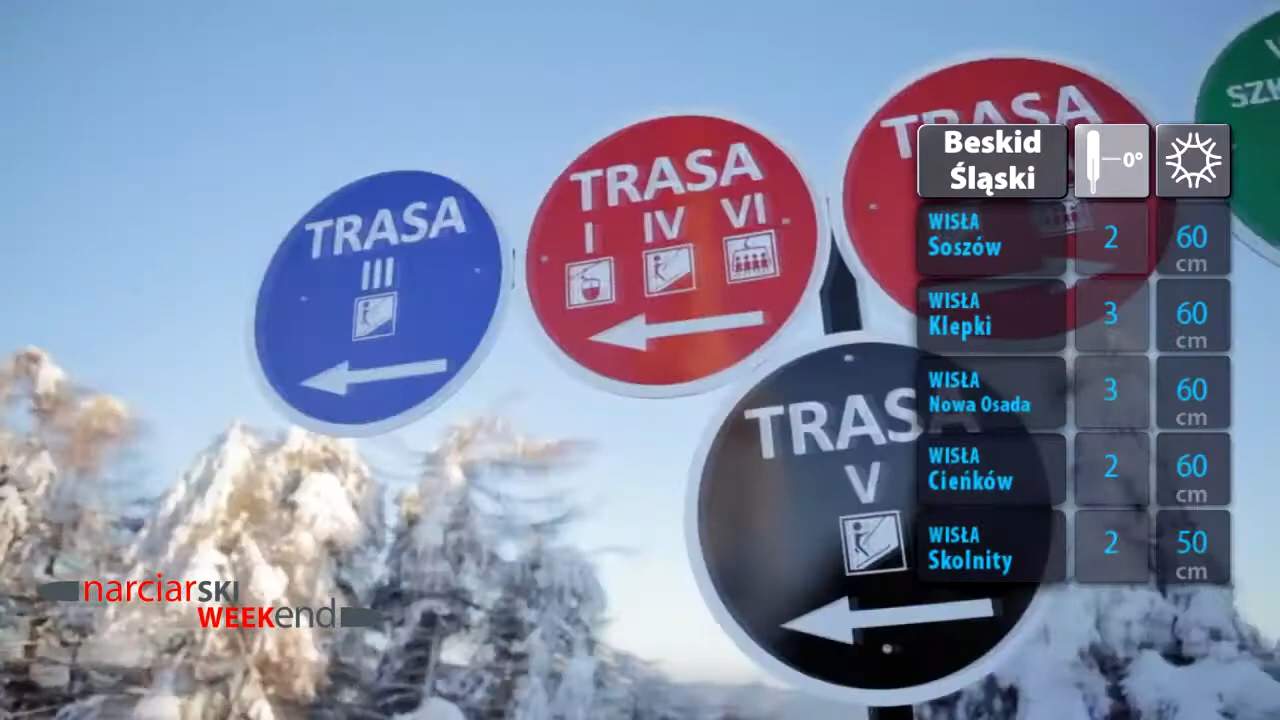 TRASA
III
TRASA
I IV VI
TRASA
TRASA
V
Beskid
Śląski
0°
WISŁA
Soszów
2
60
cm
WISŁA
Klepki
3
60
cm
WISŁA
Nowa Osada
3
60
cm
WISŁA
Cieńków
2
60
cm
WISŁA
Skolnity
2
50
cm
narciarSKI
WEEKend